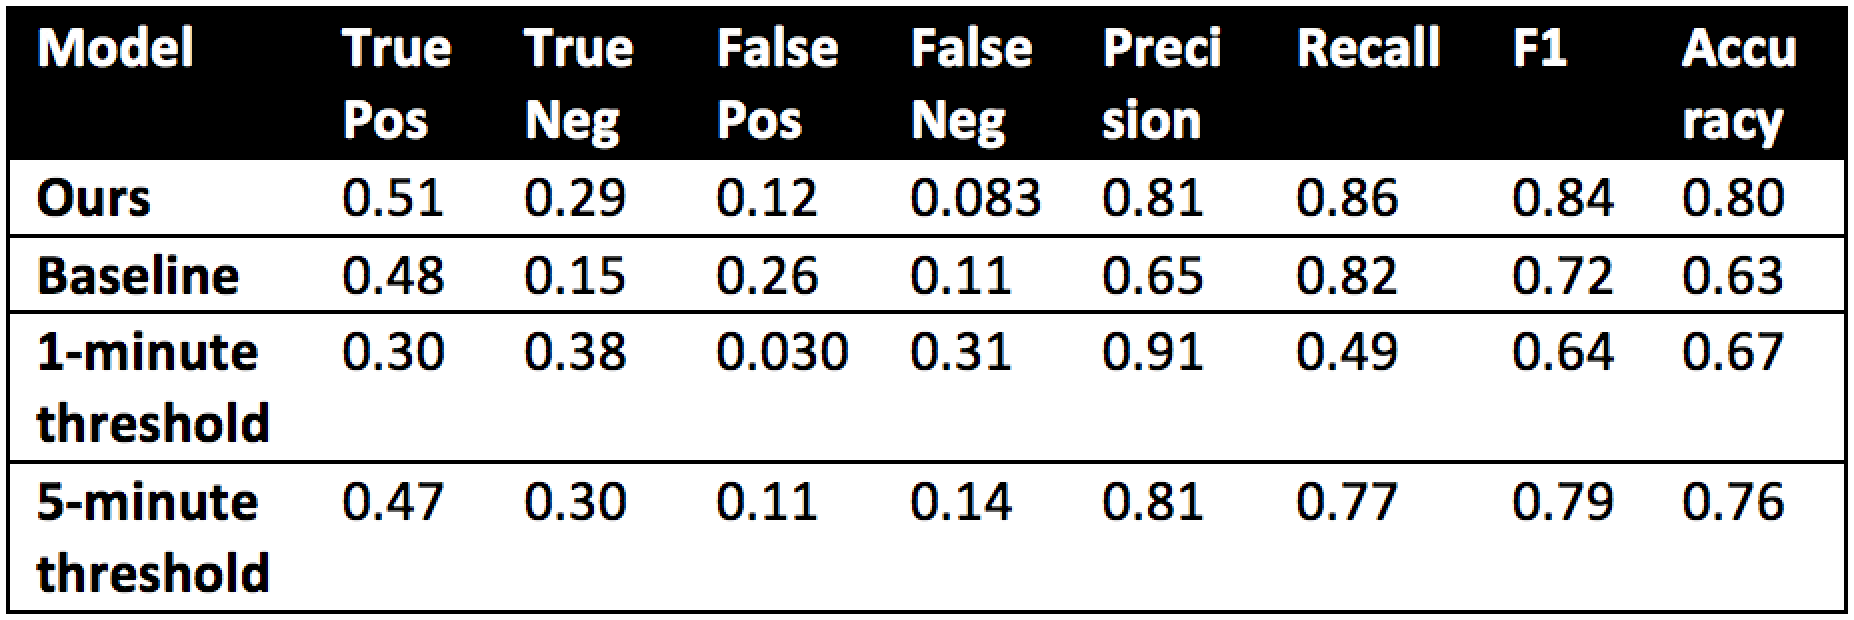 Model True Pos True Neg False Pos False Neg Preci sion Recall F1 Accu racy
Ours 0.51 0.29 0.12 0.083 0.81 0.86 0.84 0.80
Baseline 0.48 0.15 0.26 0.11 0.65 0.82 0.72 0.63
1-minute threshold 0.30 0.38 0.030 0.31 0.91 0.49 0.64 0.67
5-minute threshold 0.47 0.30 0.11 0.14 0.81 0.77 0.79 0.76